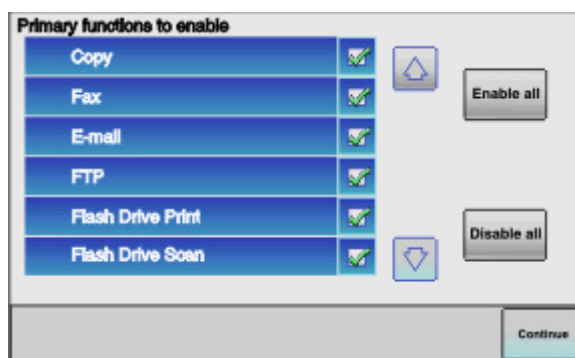 Primary functions to enable
Copy
Fax
E-mail
FTP
Flash Drive Print
Flash Drive Scan
Enable all
Disable all
Continue